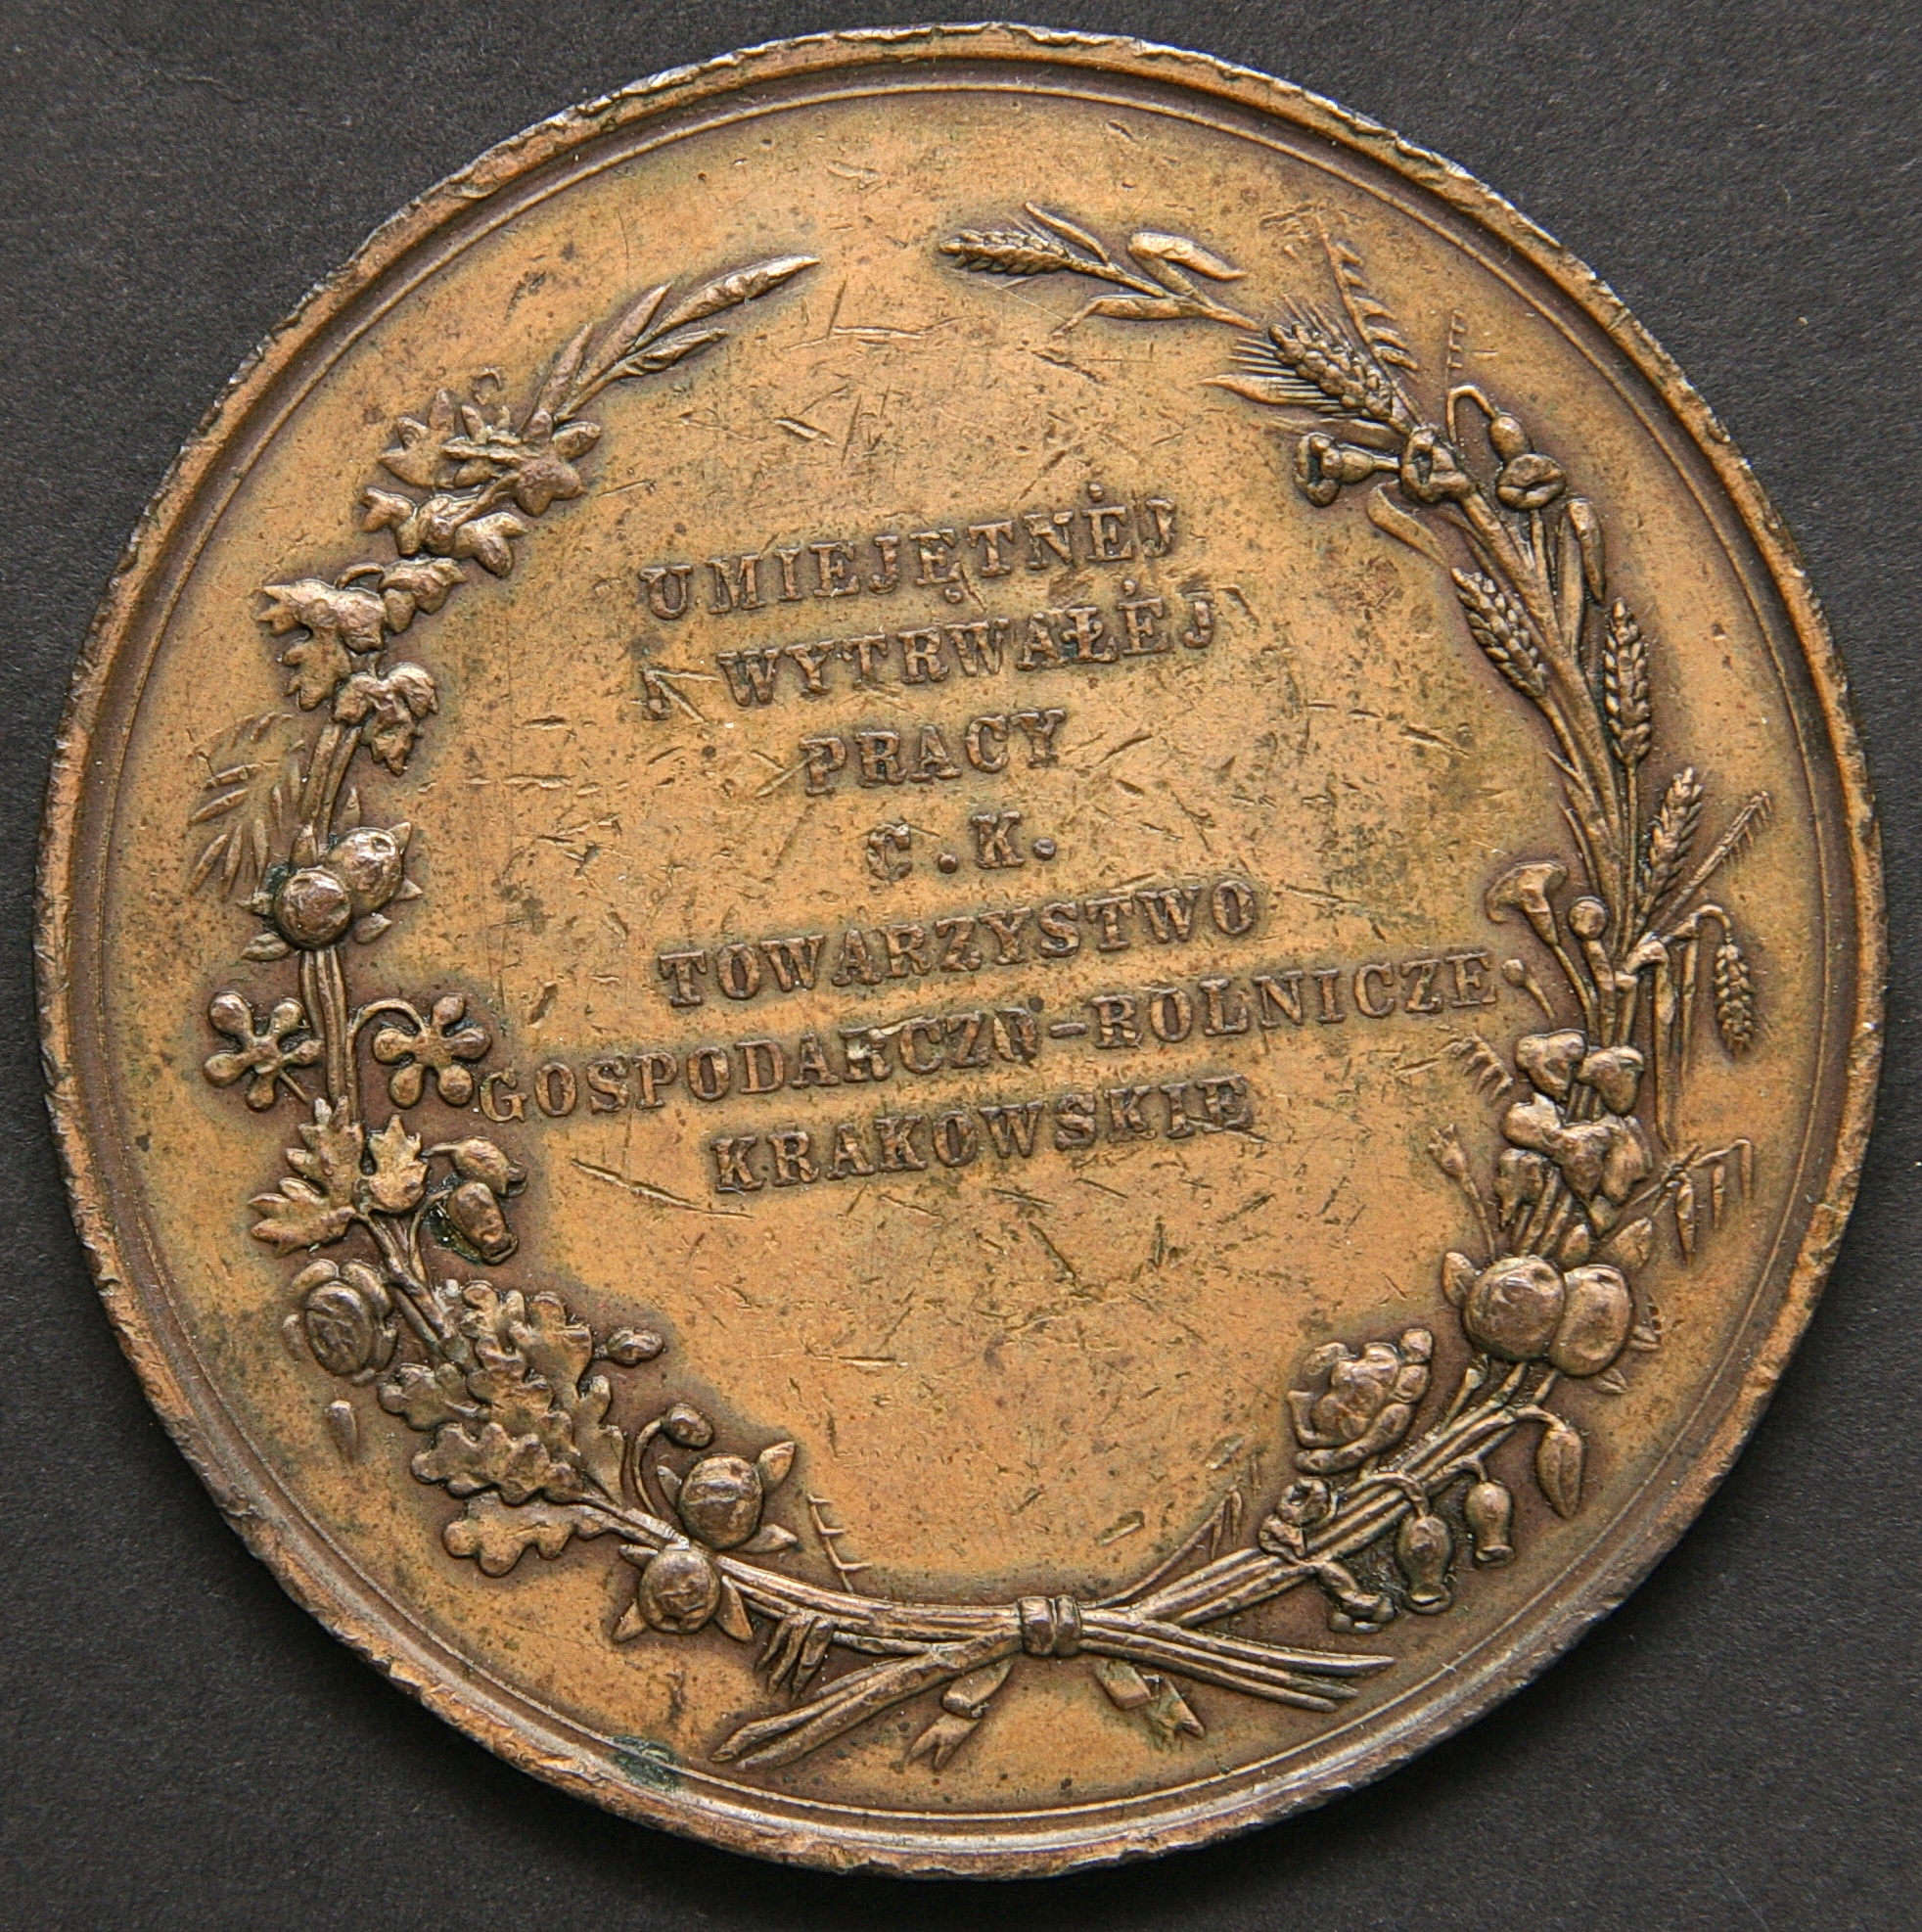 UMIEJĘTNĖJ
I WYTRWAŁĖJ
PRACY
C.K.
TOWARZYSTWO
GOSPODARCZO-ROLNICZE
KRAKOWSKIE